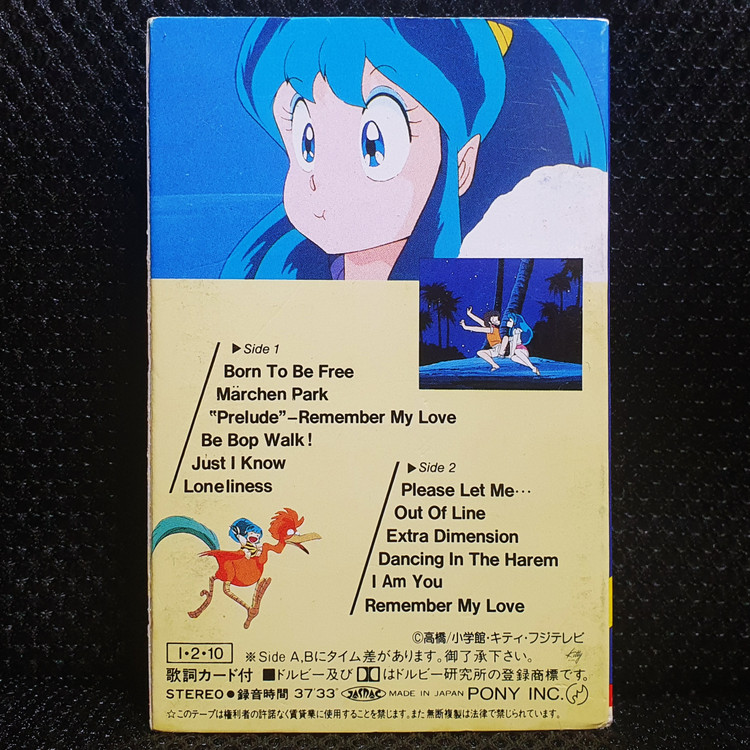 ▶Side 1
Born To Be Free
Märchen Park
"Prelude"–Remember My Love
Be Bop Walk!
Just I Know
Loneliness
▶Side 2
Please Let Me…
Out Of Line
Extra Dimension
Dancing In The Harem
I Am You
Remember My Love
©高橋/小学館・キティ・フジテレビ
I・2・10
※Side A,Bにタイム差があります。御了承下さい。
Kitty
歌詞カード付 ■ドルビー及びはドルビー研究所の登録商標です。
STEREO●録音時間 37'33" JASRAC MADE IN JAPAN PONY INC.
☆このテープは権利者の許諾なく賃貸業に使用することを禁じます。また無断複製は法律で禁じられています。